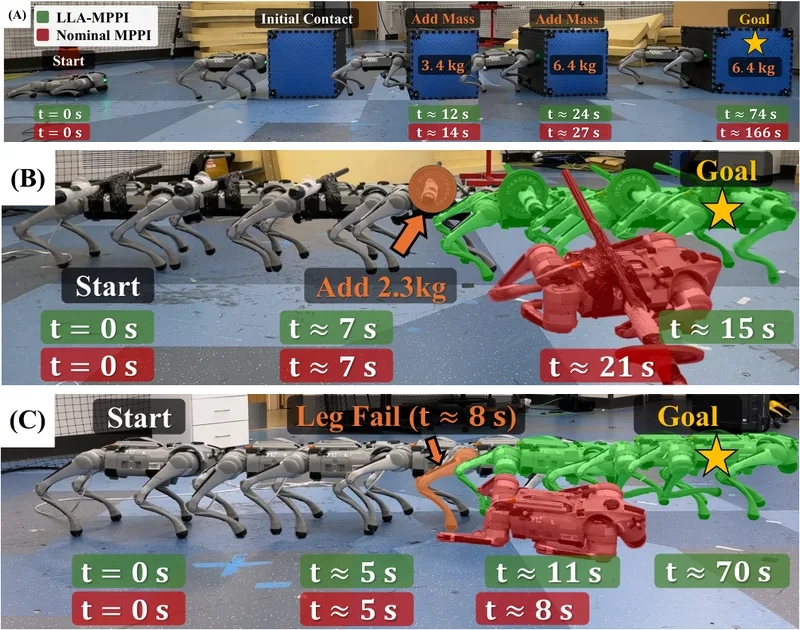 (A)
LLA-MPPI
Nominal MPPI
Start
Initial Contact
Add Mass
Add Mass
Goal
3.4 kg
6.4 kg
6.4 kg
t = 0 s
t ≈ 12 s
t ≈ 24 s
t ≈ 74 s
t = 0 s
t ≈ 14 s
t ≈ 27 s
t ≈ 166 s
(B)
Goal
Start
Add 2.3kg
t = 0 s
t ≈ 7 s
t ≈ 15 s
t = 0 s
t ≈ 7 s
t ≈ 21 s
(C)
Start
Leg Fail (t ≈ 8 s)
Goal
t = 0 s
t ≈ 5 s
t ≈ 11 s
t ≈ 70 s
t = 0 s
t ≈ 5 s
t ≈ 8 s